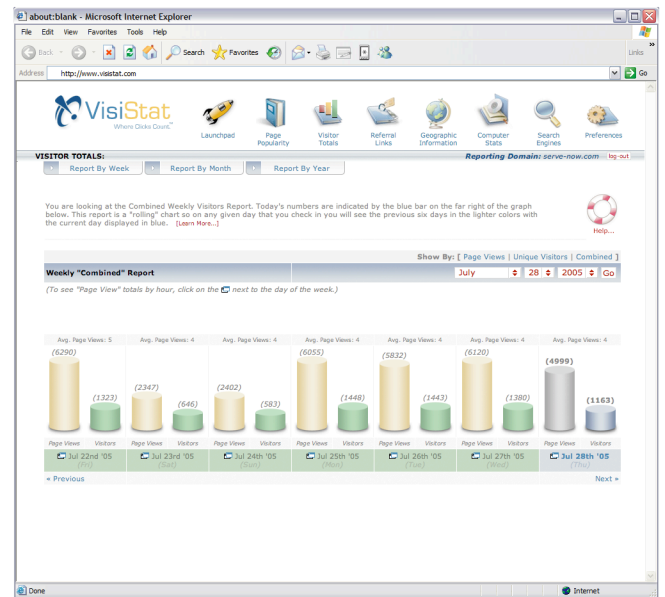 about:blank - Microsoft Internet Explorer
File Edit View Favorites Tools Help
Back Search Favorites Links
Address http://www.visistat.com Go
VisiStat
Where Clicks Count.™
Launchpad Page Popularity Visitor Totals Referral Links Geographic Information Computer Stats Search Engines Preferences
VISITOR TOTALS: Reporting Domain: serve-now.com log-out
Report By Week Report By Month Report By Year
You are looking at the Combined Weekly Visitors Report. Today's numbers are indicated by the blue bar on the far right of the graph
below. This report is a "rolling" chart so on any given day that you check in you will see the previous six days in the lighter colors with
the current day displayed in blue. [Learn More...]
Help...
Show By: [ Page Views | Unique Visitors | Combined ]
Weekly "Combined" Report July 28 2005 Go
(To see "Page View" totals by hour, click on the next to the day of the week.)
Avg. Page Views: 5 Avg. Page Views: 4 Avg. Page Views: 4 Avg. Page Views: 4 Avg. Page Views: 4 Avg. Page Views: 4 Avg. Page Views: 4
(6290) (1323) (2347) (646) (2402) (583) (6055) (1448) (5832) (1443) (6120) (1380) (4999) (1163)
Page Views Visitors Page Views Visitors Page Views Visitors Page Views Visitors Page Views Visitors Page Views Visitors Page Views Visitors
Jul 22nd '05 Jul 23rd '05 Jul 24th '05 Jul 25th '05 Jul 26th '05 Jul 27th '05 Jul 28th '05
(Fri) (Sat) (Sun) (Mon) (Tue) (Wed) (Thu)
« Previous Next »
Done Internet